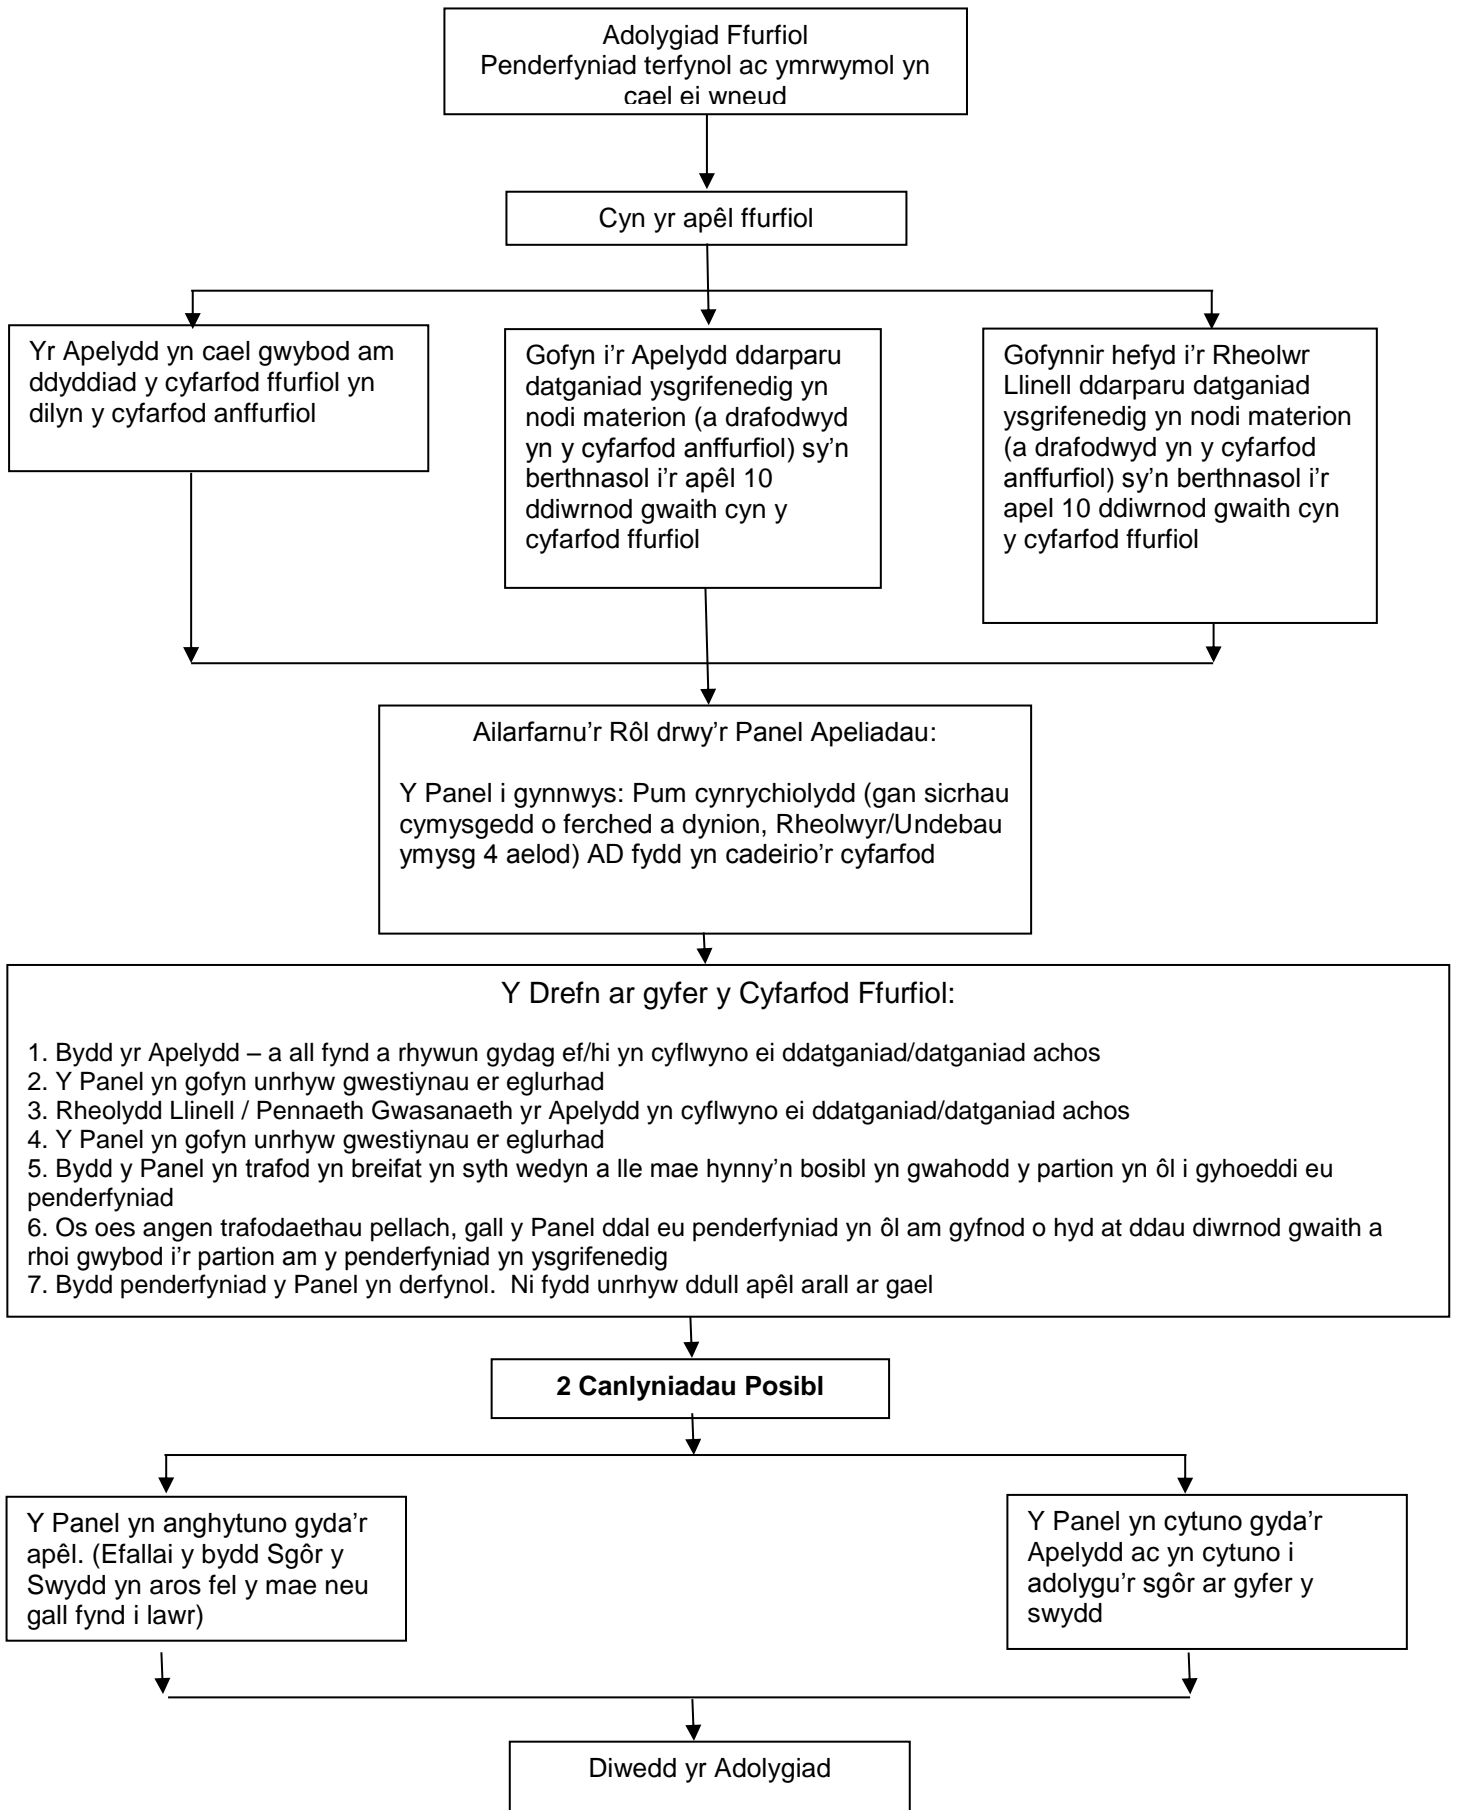 Adolygiad Ffurfiol
Penderfyniad terfynol ac ymrwymol yn
cael ei wneud
Cyn yr apêl ffurfiol
Yr Apelydd yn cael gwybod am
ddyddiad y cyfarfod ffurfiol yn
dilyn y cyfarfod anffurfiol
Gofyn i’r Apelydd ddarparu
datganiad ysgrifenedig yn
nodi materion (a drafodwyd
yn y cyfarfod anffurfiol) sy’n
berthnasol i’r apêl 10
ddiwrnod gwaith cyn y
cyfarfod ffurfiol
Gofynnir hefyd i’r Rheolwr
Llinell ddarparu datganiad
ysgrifenedig yn nodi materion
(a drafodwyd yn y cyfarfod
anffurfiol) sy’n berthnasol i’r
apel 10 ddiwrnod gwaith cyn
y cyfarfod ffurfiol
Ailarfarnu’r Rôl drwy’r Panel Apeliadau:
Y Panel i gynnwys: Pum cynrychiolydd (gan sicrhau
cymysgedd o ferched a dynion, Rheolwyr/Undebau
ymysg 4 aelod) AD fydd yn cadeirio’r cyfarfod
Y Drefn ar gyfer y Cyfarfod Ffurfiol:
1. Bydd yr Apelydd – a all fynd a rhywun gydag ef/hi yn cyflwyno ei ddatganiad/datganiad achos
2. Y Panel yn gofyn unrhyw gwestiynau er eglurhad
3. Rheolydd Llinell / Pennaeth Gwasanaeth yr Apelydd yn cyflwyno ei ddatganiad/datganiad achos
4. Y Panel yn gofyn unrhyw gwestiynau er eglurhad
5. Bydd y Panel yn trafod yn breifat yn syth wedyn a lle mae hynny’n bosibl yn gwahodd y partion yn ôl i gyhoeddi eu
penderfyniad
6. Os oes angen trafodaethau pellach, gall y Panel ddal eu penderfyniad yn ôl am gyfnod o hyd at ddau diwrnod gwaith a
rhoi gwybod i’r partion am y penderfyniad yn ysgrifenedig
7. Bydd penderfyniad y Panel yn derfynol.  Ni fydd unrhyw ddull apêl arall ar gael
2 Canlyniadau Posibl
Y Panel yn anghytuno gyda’r
apêl. (Efallai y bydd Sgôr y
Swydd yn aros fel y mae neu
gall fynd i lawr)
Y Panel yn cytuno gyda’r
Apelydd ac yn cytuno i
adolygu’r sgôr ar gyfer y
swydd
Diwedd yr Adolygiad